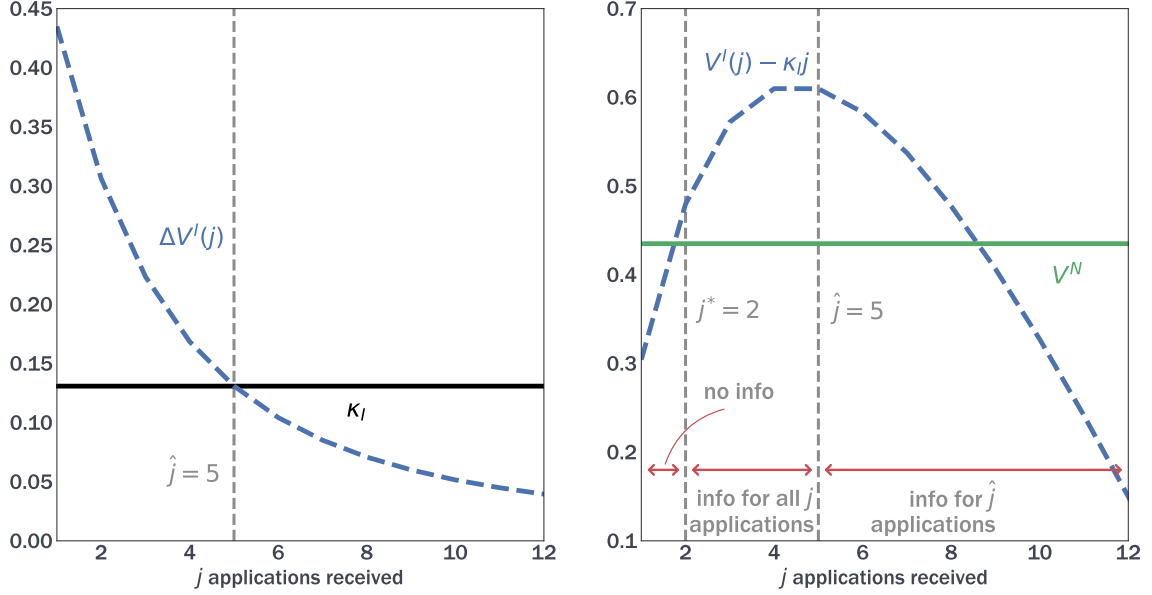 0.45
0.40
0.35
0.30
0.25
0.20
0.15
0.10
0.05
0.00
ΔV^I(j)
κ_I
ĵ = 5
2 4 6 8 10 12
j applications received
0.7
0.6
0.5
0.4
0.3
0.2
0.1
V^I(j) − κ_I j
V^N
j* = 2
ĵ = 5
no info
info for all j
applications
info for ĵ
applications
2 4 6 8 10 12
j applications received